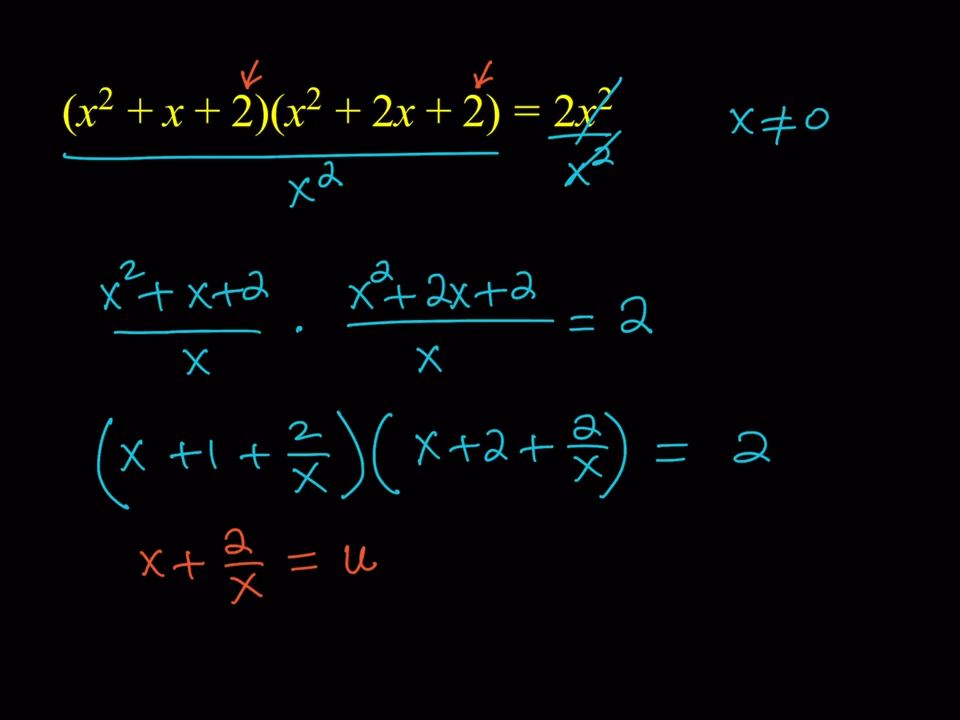 (x² + x + 2)(x² + 2x + 2) = 2x² x ≠ 0
x² x²
x² + x + 2 / x · x² + 2x + 2 / x = 2
(x + 1 + 2/x)(x + 2 + 2/x) = 2
x + 2/x = u